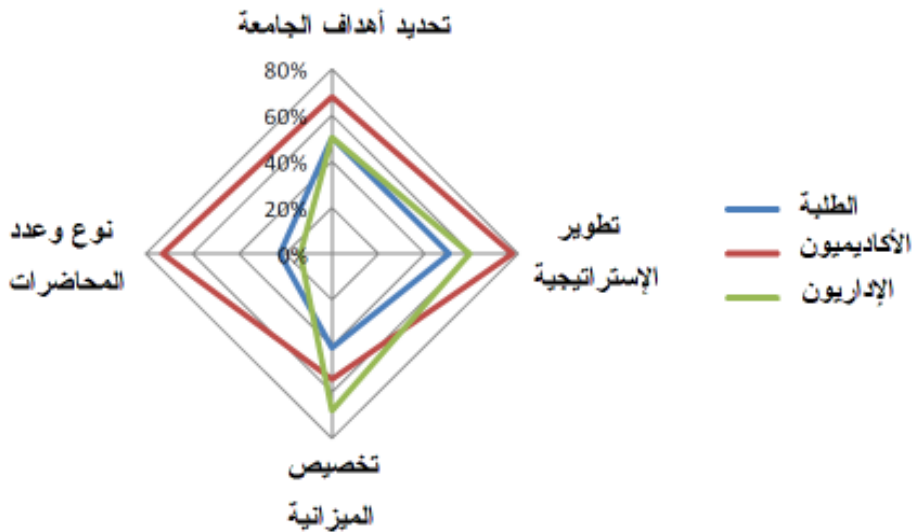 تحديد أهداف الجامعة
80%
60%
40%
20%
0%
نوع وعدد
المحاضرات
تطوير
الإستراتيجية
تخصيص
الميزانية
الطلبة
الأكاديميون
الإداريون